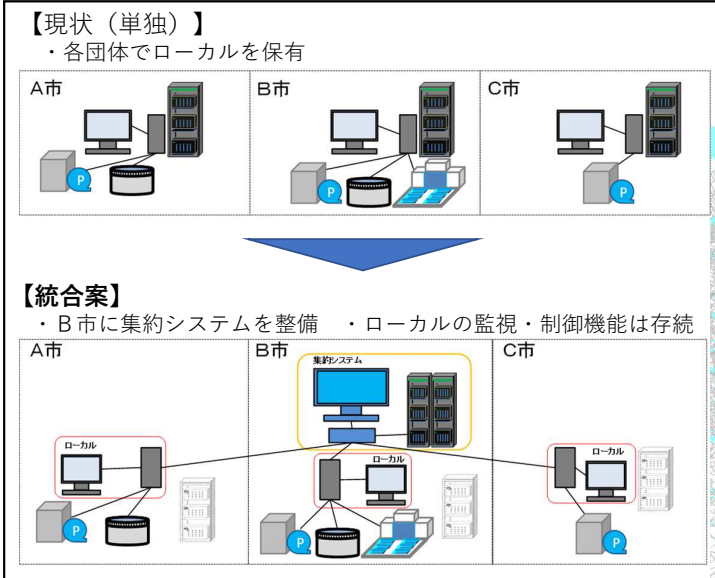 【現状（単独）】
・各団体でローカルを保有
A市
B市
C市
P
P
P
【統合案】
・Ｂ市に集約システムを整備　・ローカルの監視・制御機能は存続
A市
B市
C市
集約システム
ローカル
ローカル
ローカル
P
P
P